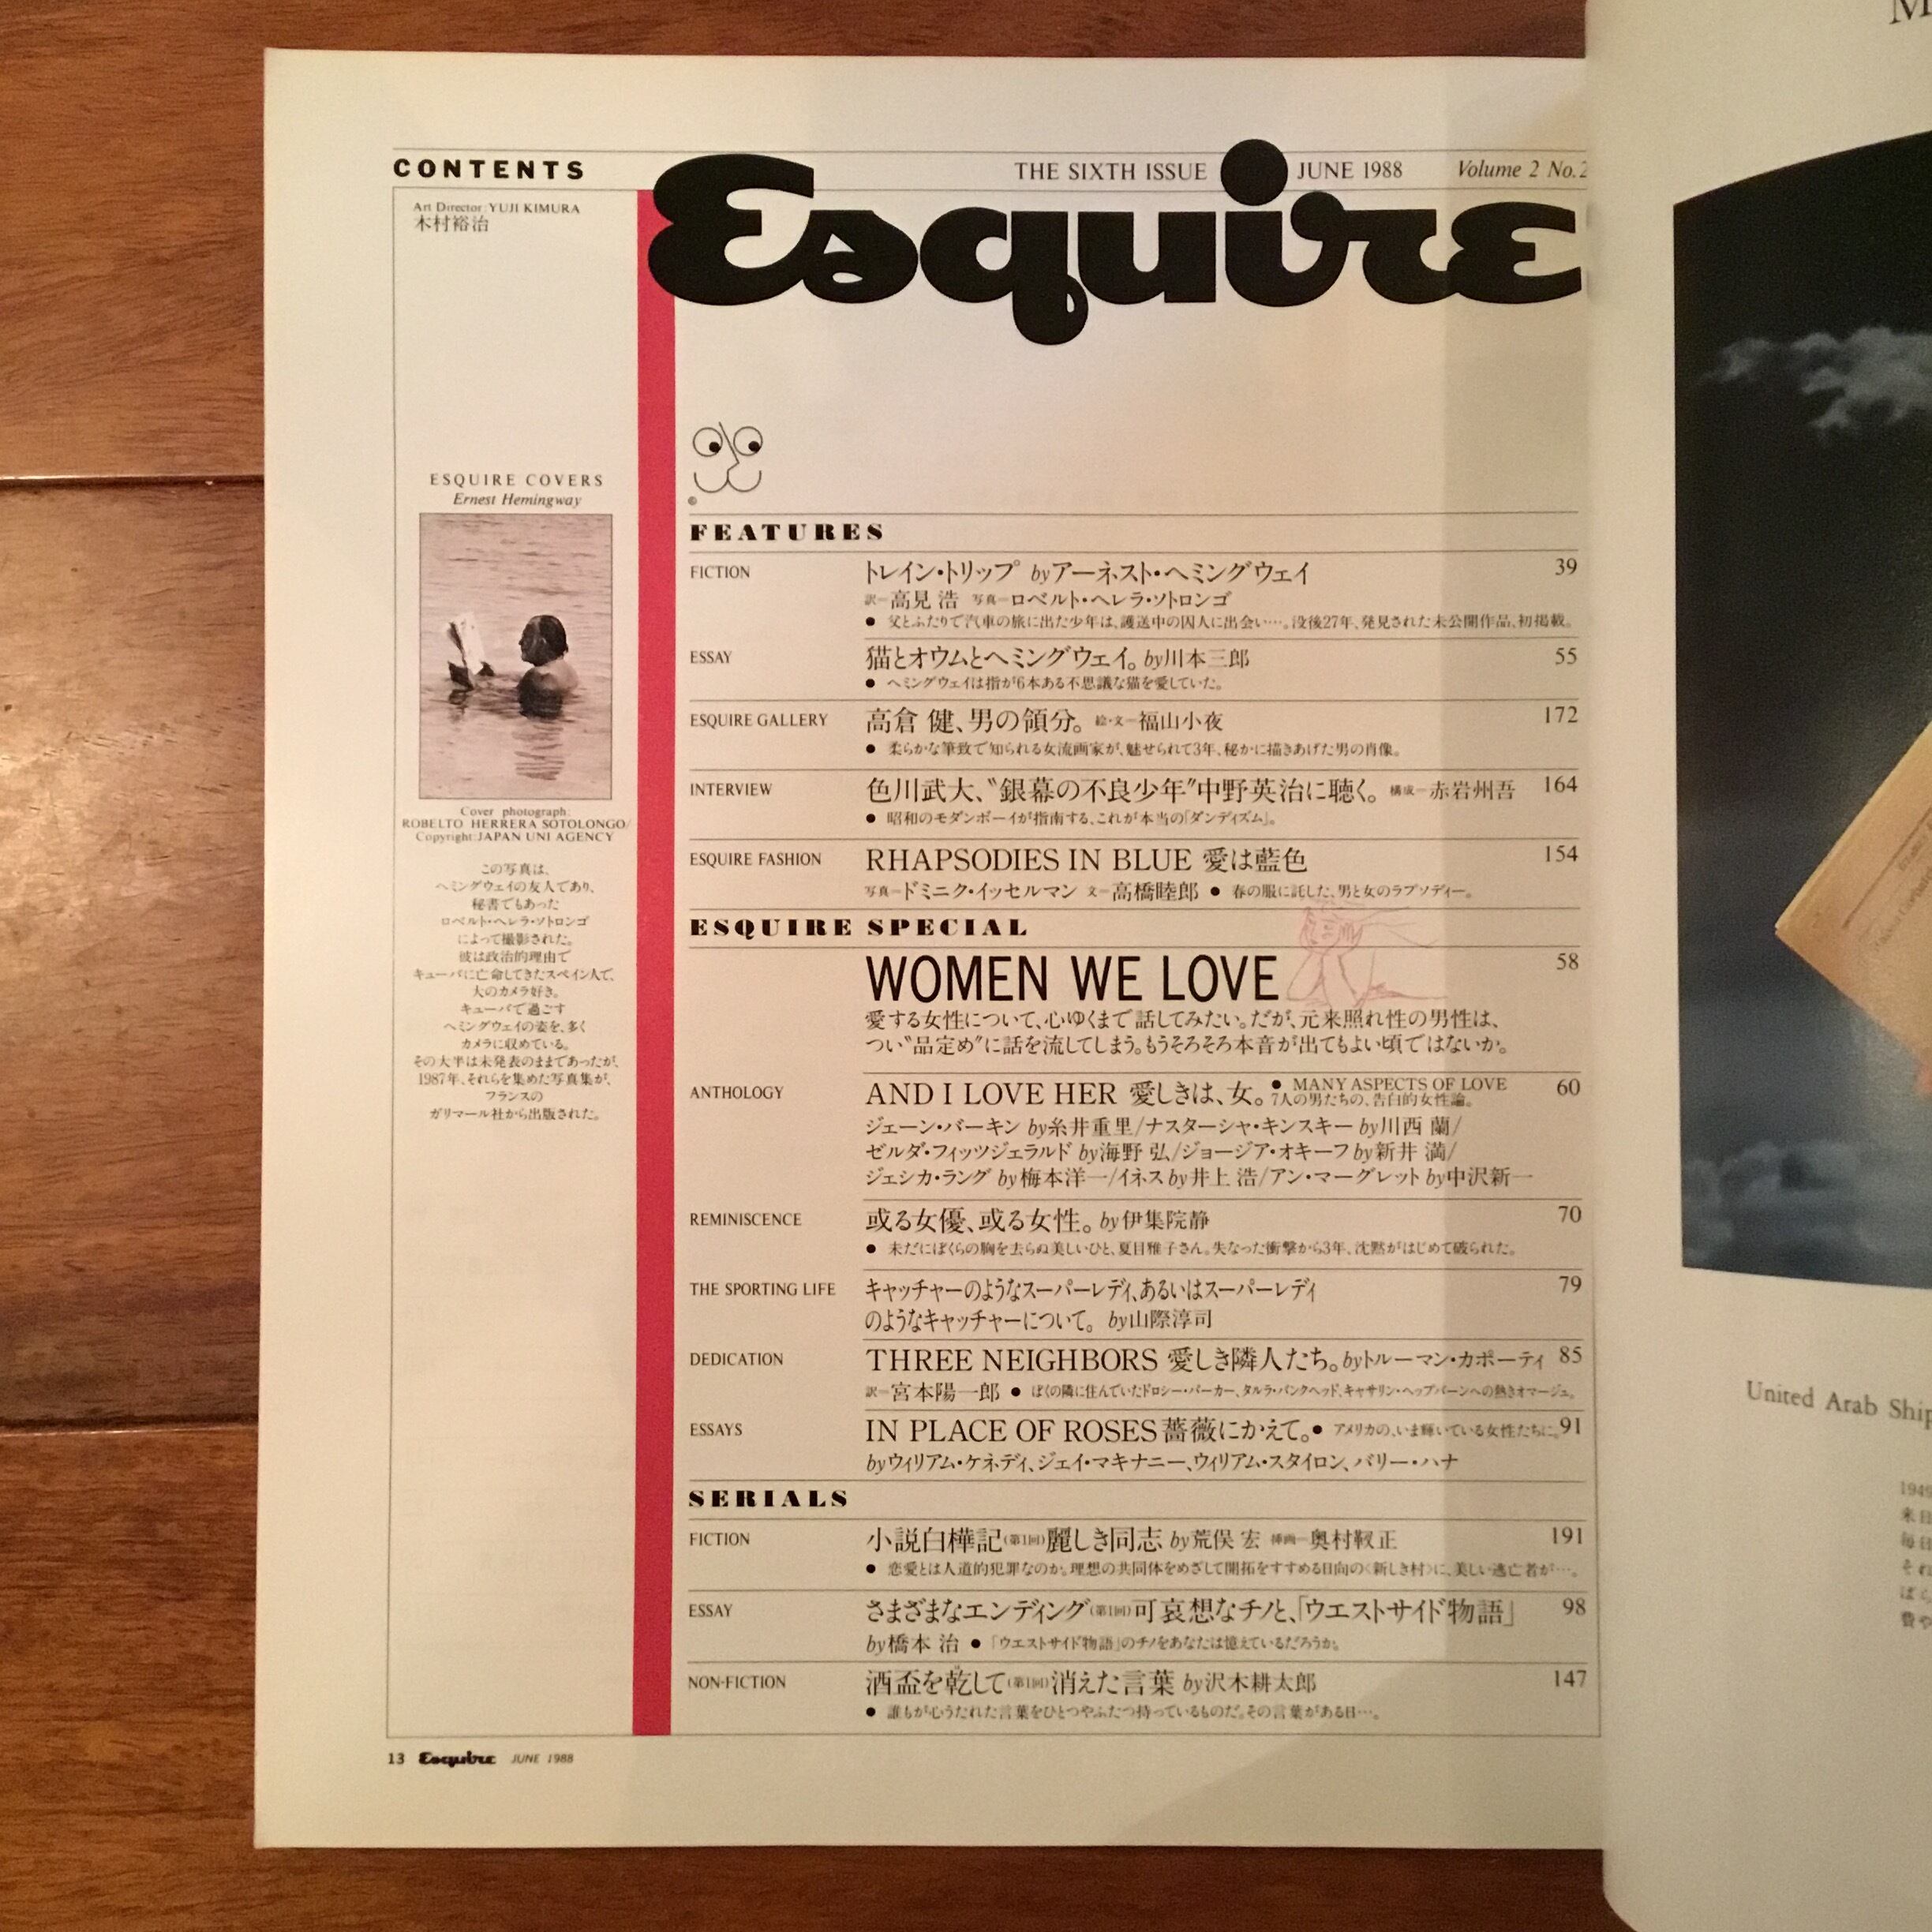 CONTENTS
THE SIXTH ISSUE
JUNE 1988
Volume 2 No.2
Esquire
Art Director:YUJI KIMURA
木村裕治
ESQUIRE COVERS
Ernest Hemingway
Cover photograph:
ROBELTO HERRERA SOTOLONGO/
Copyright:JAPAN UNI AGENCY
この写真は、
ヘミングウェイの友人であり、
秘書でもあった
ロベルト・ヘレラ・ソトロンゴ
によって撮影された。
彼は政治的理由で
キューバに亡命してきたスペイン人で、
大のカメラ好き。
キューバで過ごす
ヘミングウェイの姿を、多く
カメラに収めている。
その大半は未発表のままであったが、
1987年、それらを集めた写真集が、
フランスの
ガリマール社から出版された。
©
FEATURES
FICTION トレイン・トリップ byアーネスト・ヘミングウェイ 39
訳=高見 浩 写真=ロベルト・ヘレラ・ソトロンゴ
● 父とふたりで汽車の旅に出た少年は、護送中の囚人に出会い…。没後27年、発見された未公開作品、初掲載。
ESSAY 猫とオウムとヘミングウェイ。by川本三郎 55
● ヘミングウェイは指が6本ある不思議な猫を愛していた。
ESQUIRE GALLERY 高倉 健、男の領分。 絵・文=福山小夜 172
● 柔らかな筆致で知られる女流画家が、魅せられて3年、秘かに描きあげた男の肖像。
INTERVIEW 色川武大、〝銀幕の不良少年〞中野英治に聴く。 構成=赤岩州吾 164
● 昭和のモダンボーイが指南する、これが本当の「ダンディズム」。
ESQUIRE FASHION RHAPSODIES IN BLUE 愛は藍色 154
写真=ドミニク・イッセルマン 文=高橋睦郎 ● 春の服に託した、男と女のラプソディー。
ESQUIRE SPECIAL
WOMEN WE LOVE 58
愛する女性について、心ゆくまで話してみたい。だが、元来照れ性の男性は、
つい〝品定め〞に話を流してしまう。もうそろそろ本音が出てもよい頃ではないか。
ANTHOLOGY AND I LOVE HER 愛しきは、女。 ● MANY ASPECTS OF LOVE 60
7人の男たちの、告白的女性論。
ジェーン・バーキン by糸井重里/ナスターシャ・キンスキー by川西 蘭/
ゼルダ・フィッツジェラルド by海野 弘/ジョージア・オキーフ by新井 満/
ジェシカ・ラング by梅本洋一/イネス by井上 浩/アン・マーグレット by中沢新一
REMINISCENCE 或る女優、或る女性。by伊集院静 70
● 未だにぼくらの胸を去らぬ美しいひと、夏目雅子さん。失なった衝撃から3年、沈黙がはじめて破られた。
THE SPORTING LIFE キャッチャーのようなスーパーレディ、あるいはスーパーレディ 79
のようなキャッチャーについて。 by山際淳司
DEDICATION THREE NEIGHBORS 愛しき隣人たち。byトルーマン・カポーティ 85
訳=宮本陽一郎 ● ぼくの隣に住んでいたドロシー・パーカー、タルラ・バンクヘッド、キャサリン・ヘップバーンへの熱きオマージュ。
ESSAYS IN PLACE OF ROSES 薔薇にかえて。● アメリカの、いま輝いている女性たちに。 91
byウィリアム・ケネディ、ジェイ・マキナニー、ウィリアム・スタイロン、バリー・ハナ
SERIALS
FICTION 小説白樺記(第1回)麗しき同志 by荒俣 宏 挿画=奥村靫正 191
● 恋愛とは人道的犯罪なのか。理想の共同体をめざして開拓をすすめる日向の〈新しき村〉に、美しい逃亡者が…。
ESSAY さまざまなエンディング(第1回)可哀想なチノと、「ウエストサイド物語」 98
by橋本 治 ● 「ウエストサイド物語」のチノをあなたは憶えているだろうか。
NON-FICTION 酒盃を乾して(第1回)消えた言葉 by沢木耕太郎 147
● 誰もが心うたれた言葉をひとつやふたつ持っているものだ。その言葉がある日…。
13 Esquire JUNE 1988
United Arab Ship